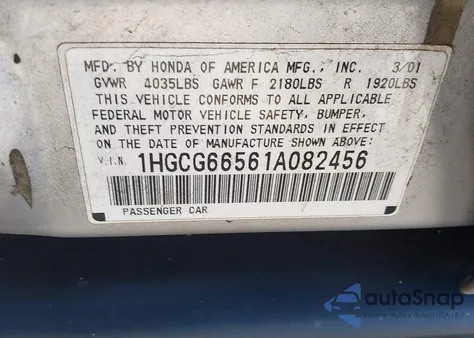 MFD. BY HONDA OF AMERICA MFG., INC. 3/01
GVWR 4035LBS GAWR F 2180LBS R 1920LBS
THIS VEHICLE CONFORMS TO ALL APPLICABLE
FEDERAL MOTOR VEHICLE SAFETY, BUMPER,
AND THEFT PREVENTION STANDARDS IN EFFECT
ON THE DATE OF MANUFACTURE SHOWN ABOVE:
V.I.N. 1HGCG66561A082456
PASSENGER CAR
autoSnap